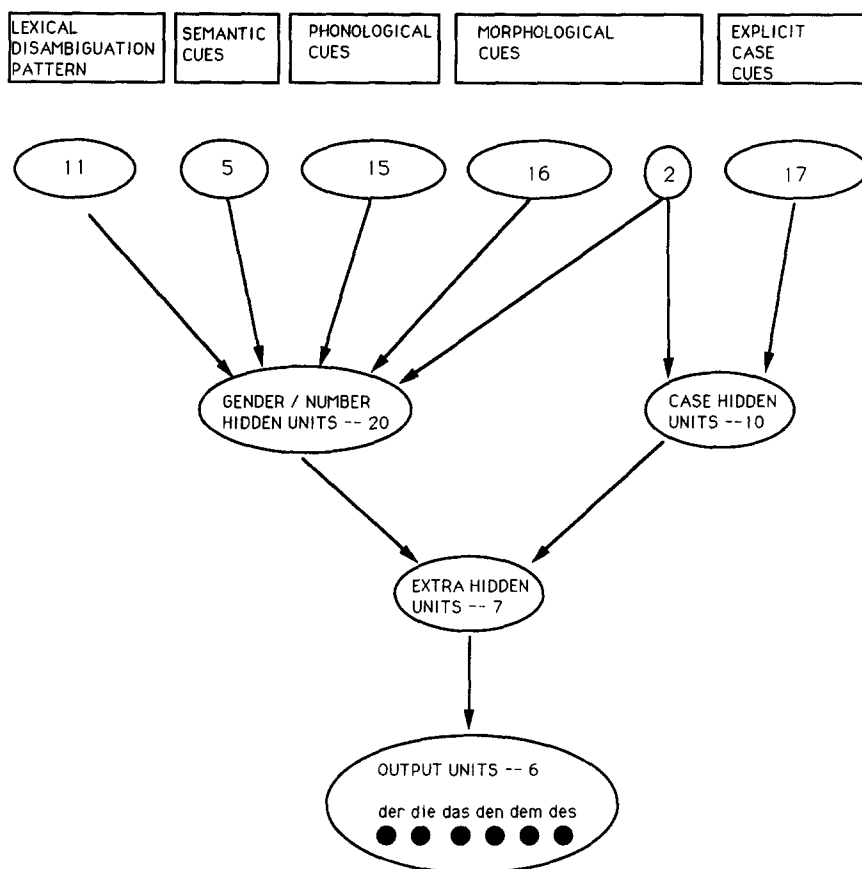 LEXICAL
DISAMBIGUATION
PATTERN
SEMANTIC
CUES
PHONOLOGICAL
CUES
MORPHOLOGICAL
CUES
EXPLICIT
CASE
CUES
11
5
15
16
2
17
GENDER / NUMBER
HIDDEN UNITS -- 20
CASE HIDDEN
UNITS --10
EXTRA HIDDEN
UNITS -- 7
OUTPUT UNITS -- 6
der die das den dem des